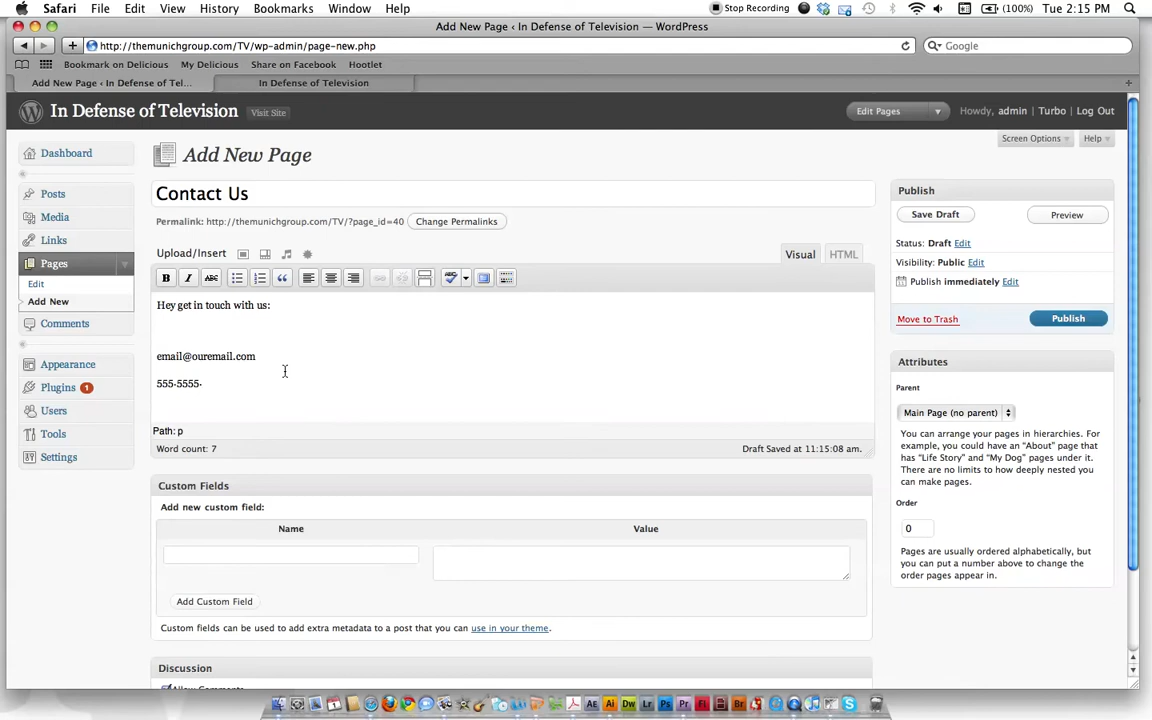 Safari File Edit View History Bookmarks Window Help Stop Recording (100%) Tue 2:15 PM
Add New Page ‹ In Defense of Television — WordPress
http://themunichgroup.com/TV/wp-admin/page-new.php Google
Bookmark on Delicious My Delicious Share on Facebook Hootlet
Add New Page ‹ In Defense of Tel... In Defense of Television
In Defense of Television Visit Site Edit Pages Howdy, admin | Turbo | Log Out
Screen Options Help
Dashboard
Add New Page
Posts
Media
Links
Pages
Edit
Add New
Comments
Appearance
Plugins 1
Users
Tools
Settings
Contact Us
Permalink: http://themunichgroup.com/TV/?page_id=40 Change Permalinks
Upload/Insert Visual HTML
B I ABC
Hey get in touch with us:
email@ouremail.com
555-5555-
Path: p
Word count: 7 Draft Saved at 11:15:08 am.
Custom Fields
Add new custom field:
Name Value
Add Custom Field
Custom fields can be used to add extra metadata to a post that you can use in your theme.
Discussion
Allow Comments
Publish
Save Draft Preview
Status: Draft Edit
Visibility: Public Edit
Publish immediately Edit
Move to Trash Publish
Attributes
Parent
Main Page (no parent)
You can arrange your pages in hierarchies. For
example, you could have an “About” page that
has “Life Story” and “My Dog” pages under it.
There are no limits to how deeply nested you
can make pages.
Order
0
Pages are usually ordered alphabetically, but
you can put a number above to change the
order pages appear in.
Ae Ai Dw Lr Ps Pr Fl Br